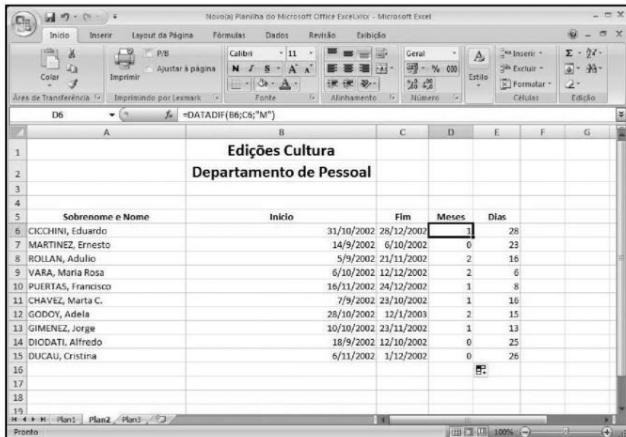 Novo(a) Planilha do Microsoft Office Excel.xlsx - Microsoft Excel
Início Inserir Layout da Página Fórmulas Dados Revisão Exibição
P/B
Ajustar à página
Colar
Imprimir
Calibri 11
N I S A A
Geral
% 000
Estilo
Inserir
Excluir
Formatar
Área de Transferência Imprimindo por Lexmark Fonte Alinhamento Número Células Edição
D6 fx =DATADIF(B6;C6;"M")
A B C D E F G
1 Edições Cultura
2 Departamento de Pessoal
3
4
5 Sobrenome e Nome Início Fim Meses Dias
6 CICCHINI, Eduardo 31/10/2002 28/12/2002 1 28
7 MARTINEZ, Ernesto 14/9/2002 6/10/2002 0 23
8 ROLLAN, Adulio 5/9/2002 21/11/2002 2 16
9 VARA, Maria Rosa 6/10/2002 12/12/2002 2 6
10 PUERTAS, Francisco 16/11/2002 24/12/2002 1 8
11 CHAVEZ, Marta C. 7/9/2002 23/10/2002 1 16
12 GODOY, Adela 28/10/2002 12/1/2003 2 15
13 GIMENEZ, Jorge 10/10/2002 23/11/2002 1 13
14 DIODATI, Alfredo 18/9/2002 12/10/2002 0 25
15 DUCAU, Cristina 6/11/2002 1/12/2002 0 26
16
17
18
19
Plan1 Plan2 Plan3
Pronto 100%